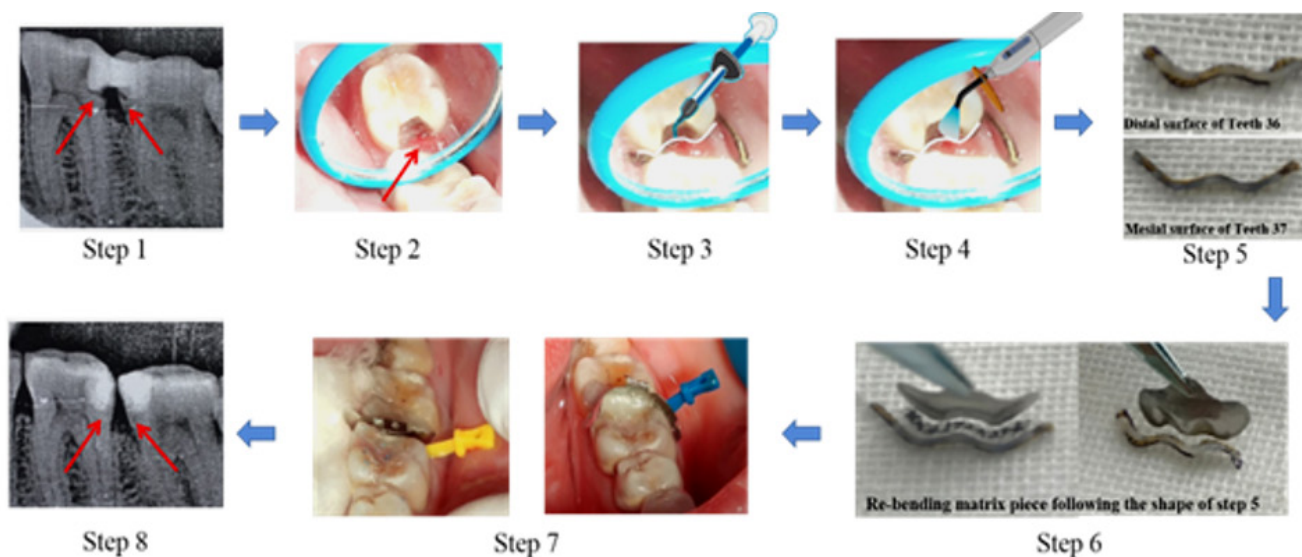 Distal surface of Teeth 36
Mesial surface of Teeth 37
Step 1
Step 2
Step 3
Step 4
Step 5
Re-bending matrix piece following the shape of step 5
Step 8
Step 7
Step 6